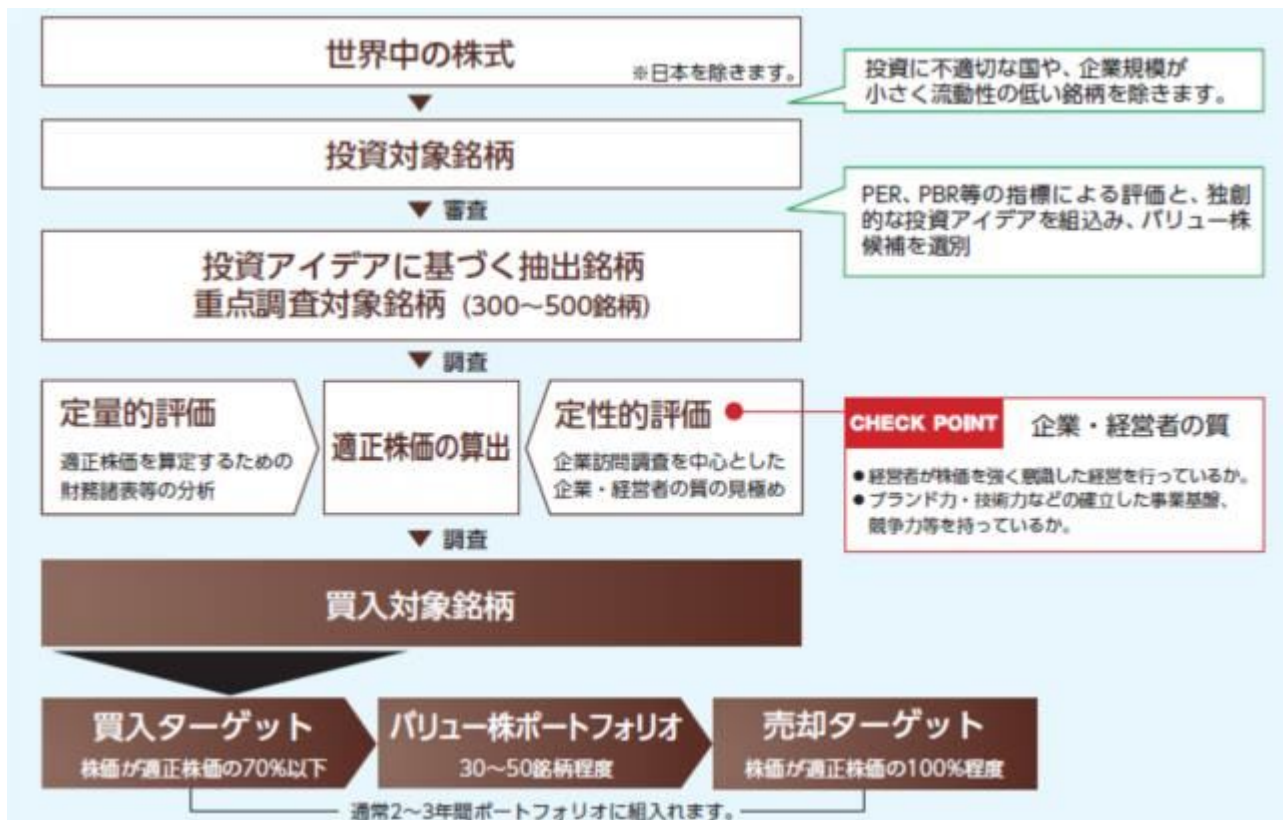 世界中の株式
※日本を除きます。
投資に不適切な国や、企業規模が
小さく流動性の低い銘柄を除きます。
投資対象銘柄
審査
PER、PBR等の指標による評価と、独創
的な投資アイデアを組込み、バリュー株
候補を選別
投資アイデアに基づく抽出銘柄
重点調査対象銘柄 (300～500銘柄)
調査
定量的評価
適正株価を算定するための
財務諸表等の分析
適正株価の算出
定性的評価
企業訪問調査を中心とした
企業・経営者の質の見極め
CHECK POINT 企業・経営者の質
●経営者が株価を強く意識した経営を行っているか。
●ブランド力・技術力などの確立した事業基盤、
競争力等を持っているか。
調査
買入対象銘柄
買入ターゲット
株価が適正株価の70%以下
バリュー株ポートフォリオ
30～50銘柄程度
売却ターゲット
株価が適正株価の100%程度
通常2～3年間ポートフォリオに組入れます。